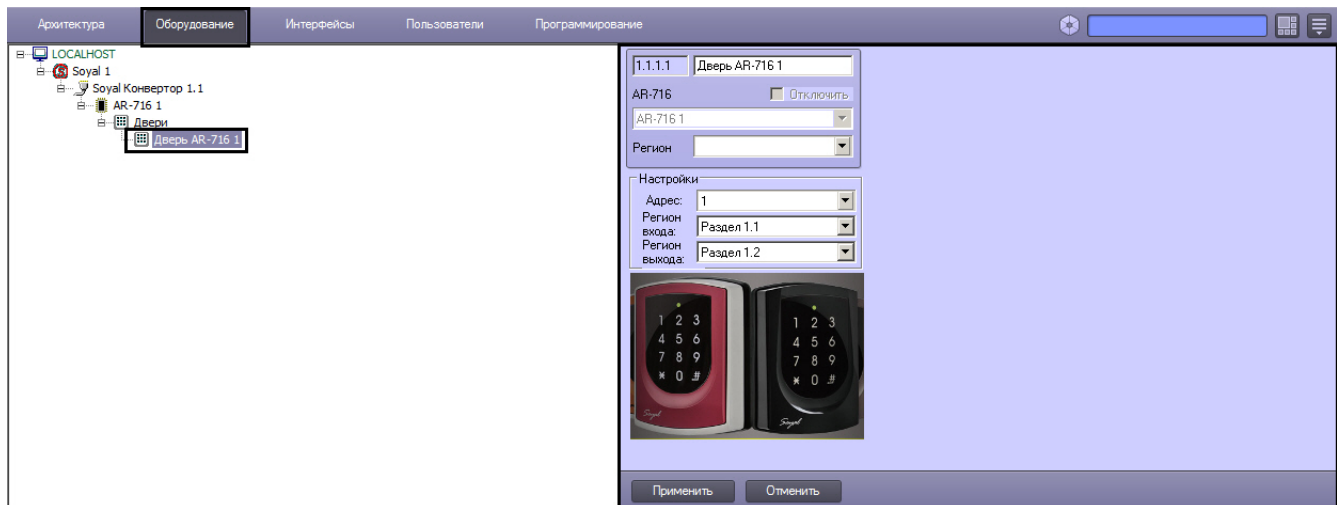 Архитектура Оборудование Интерфейсы Пользователи Программирование
LOCALHOST
Soyal 1
Soyal Конвертор 1.1
AR-716 1
Двери
Дверь AR-716 1
1.1.1.1 Дверь AR-716 1
AR-716 Отключить
AR-716 1
Регион
Настройки
Адрес: 1
Регион входа: Раздел 1.1
Регион выхода: Раздел 1.2
1 2 3 1 2 3
4 5 6 4 5 6
7 8 9 7 8 9
* 0 # * 0 #
Soyal Soyal
Применить Отменить